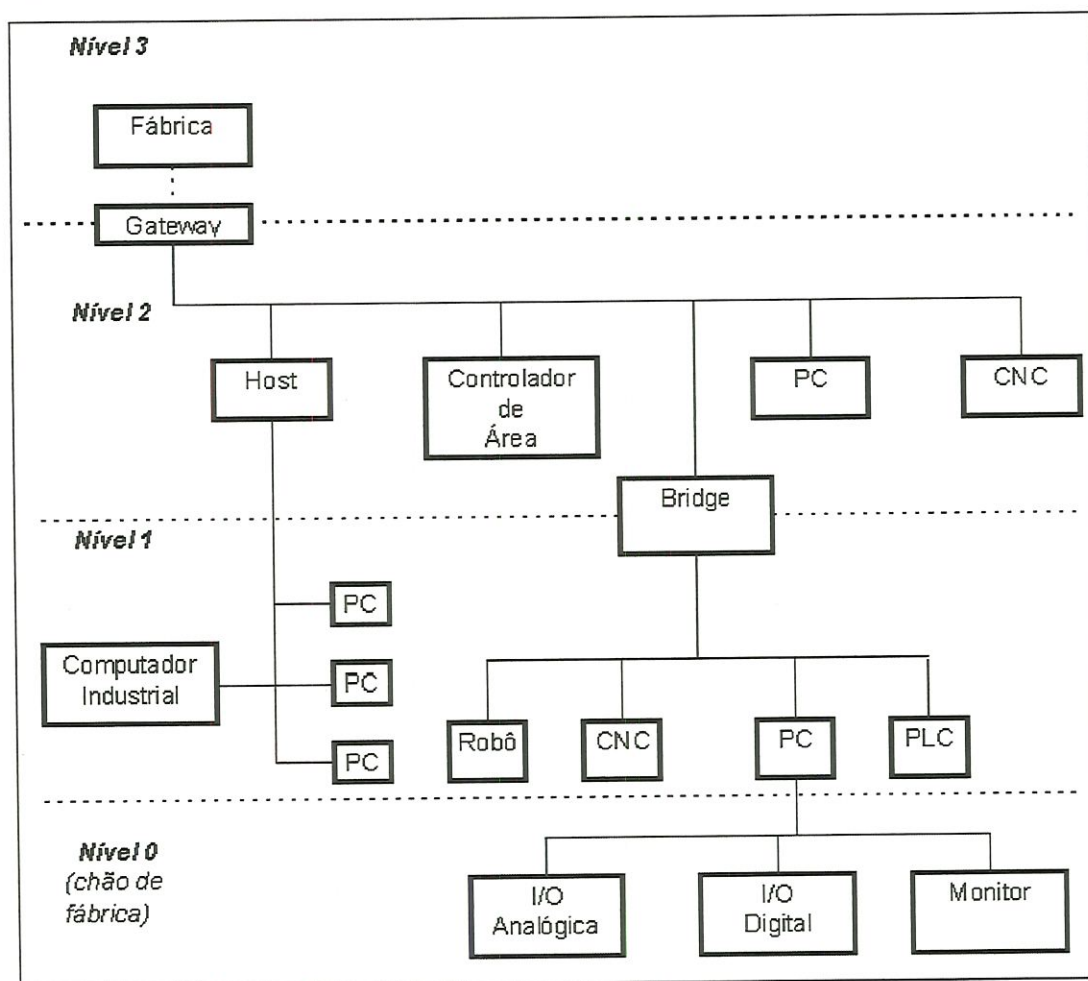 Nível 3
Fábrica
Gateway
Nível 2
Host
Controlador
de
Área
PC
CNC
Bridge
Nível 1
PC
Computador
Industrial
PC
PC
Robô
CNC
PC
PLC
Nível 0
(chão de
fábrica)
I/O
Analógica
I/O
Digital
Monitor